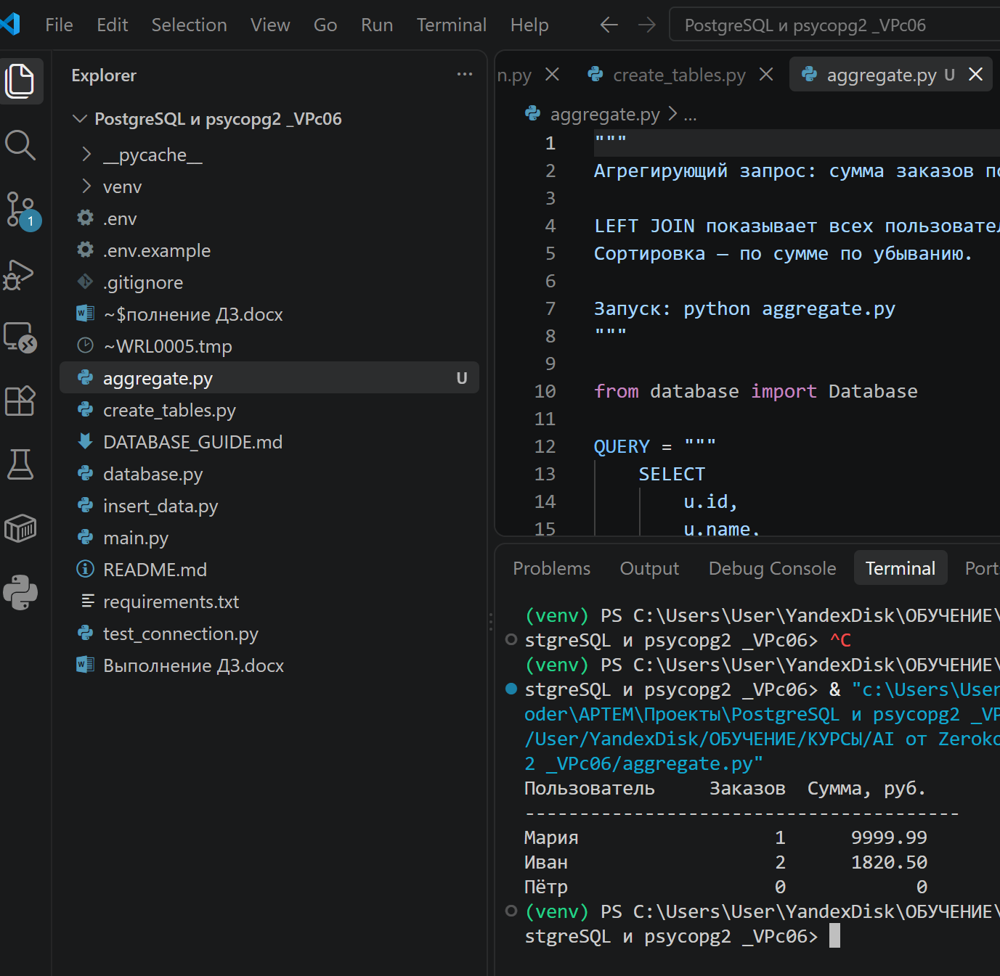 File Edit Selection View Go Run Terminal Help
PostgreSQL и psycopg2 _VPc06
Explorer
PostgreSQL и psycopg2 _VPc06
__pycache__
venv
.env
.env.example
.gitignore
~$полнение ДЗ.docx
~WRL0005.tmp
aggregate.py U
create_tables.py
DATABASE_GUIDE.md
database.py
insert_data.py
main.py
README.md
requirements.txt
test_connection.py
Выполнение ДЗ.docx
1
n.py create_tables.py aggregate.py U
aggregate.py > ...
1 """
2 Агрегирующий запрос: сумма заказов по
3
4 LEFT JOIN показывает всех пользовател
5 Сортировка — по сумме по убыванию.
6
7 Запуск: python aggregate.py
8 """
9
10 from database import Database
11
12 QUERY = """
13 SELECT
14 u.id,
15 u.name,
Problems Output Debug Console Terminal Port
(venv) PS C:\Users\User\YandexDisk\ОБУЧЕНИЕ\
stgreSQL и psycopg2 _VPc06> ^C
(venv) PS C:\Users\User\YandexDisk\ОБУЧЕНИЕ\
stgreSQL и psycopg2 _VPc06> & "c:\Users\User
oder\АРТЕМ\Проекты\PostgreSQL и psycopg2 _VP
/User/YandexDisk/ОБУЧЕНИЕ/КУРСЫ/AI от Zeroko
2 _VPc06/aggregate.py"
Пользователь Заказов Сумма, руб.
----------------------------------------
Мария 1 9999.99
Иван 2 1820.50
Пётр 0 0
(venv) PS C:\Users\User\YandexDisk\ОБУЧЕНИЕ\
stgreSQL и psycopg2 _VPc06>